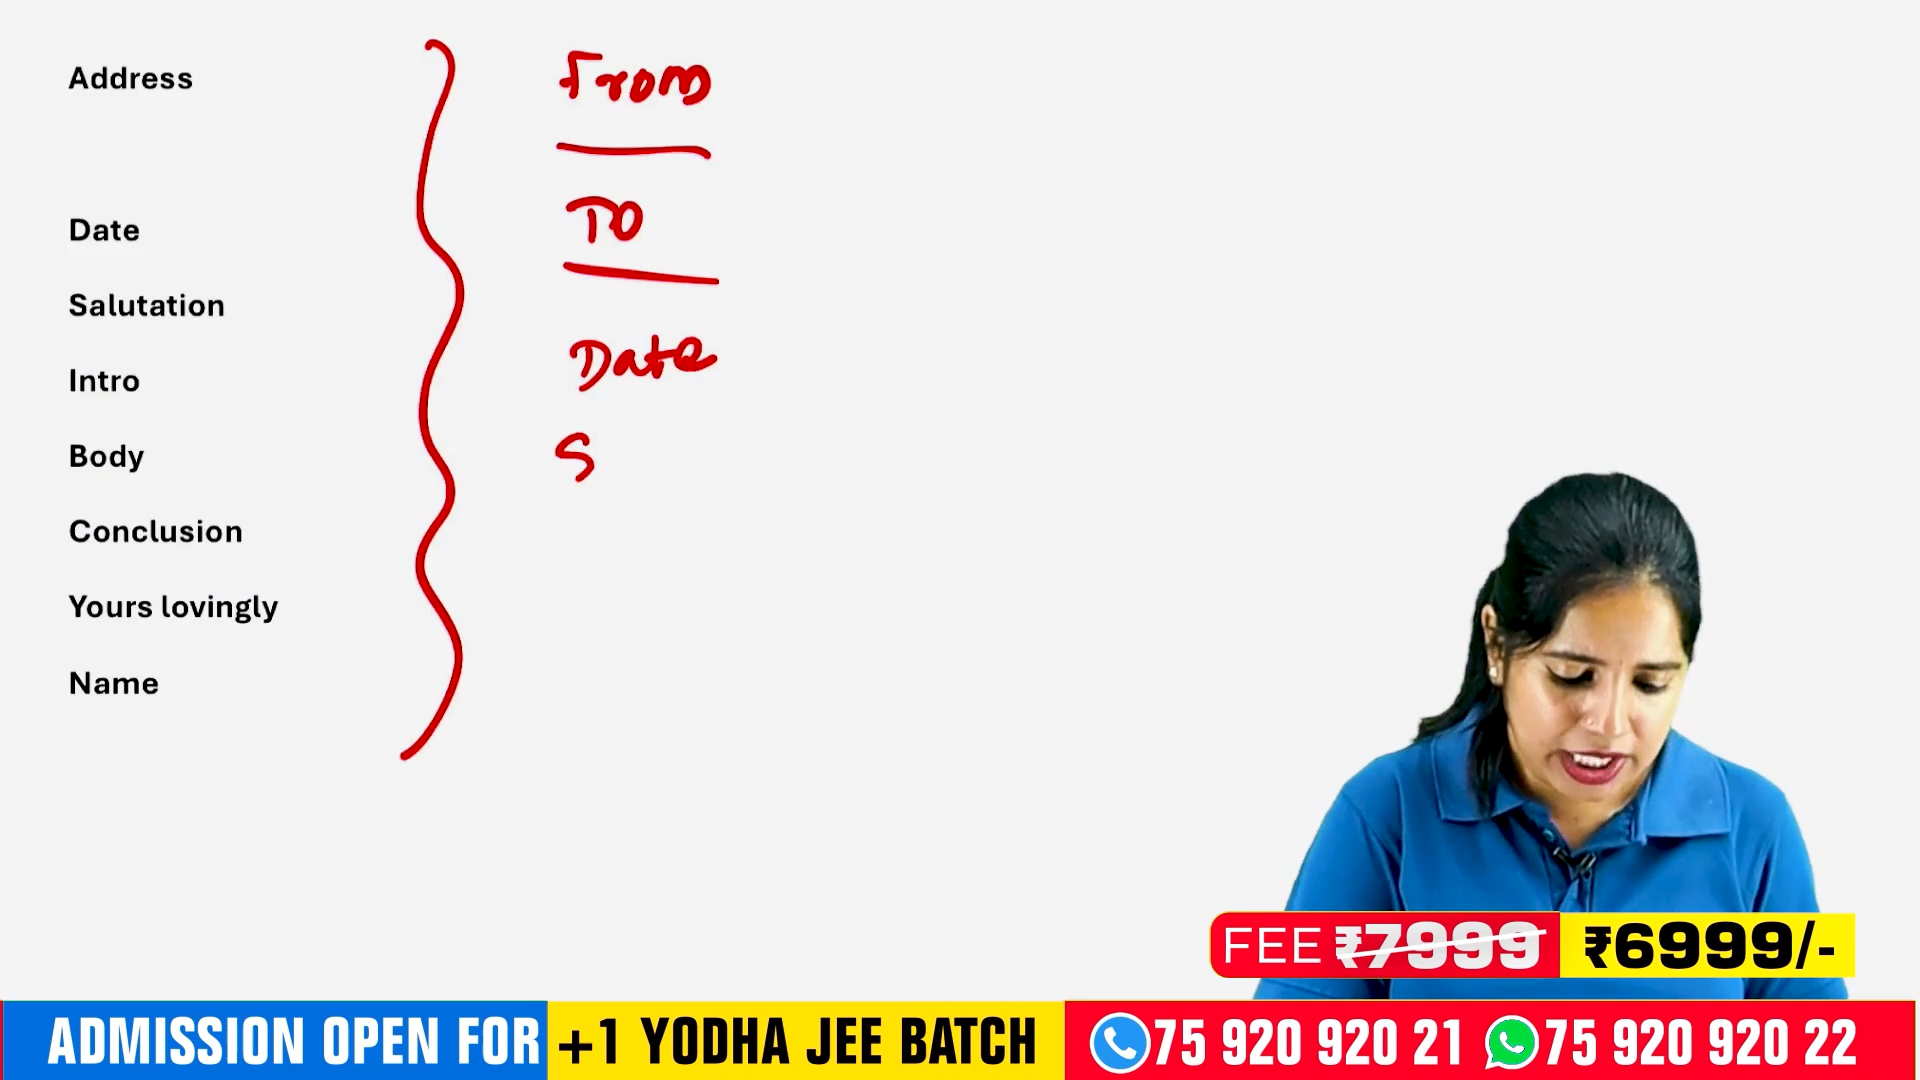 Address
Date
Salutation
Intro
Body
Conclusion
Yours lovingly
Name
From
TO
Date
S
FEE ₹7999 ₹6999/-
ADMISSION OPEN FOR +1 YODHA JEE BATCH 75 920 920 21 75 920 920 22